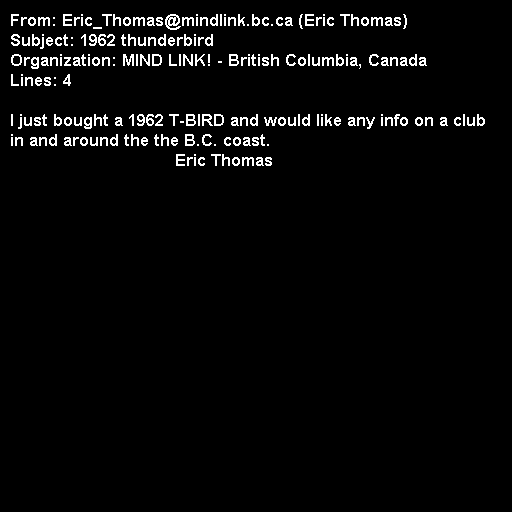 From: Eric_Thomas@mindlink.bc.ca (Eric Thomas)
Subject: 1962 thunderbird
Organization: MIND LINK! - British Columbia, Canada
Lines: 4

I just bought a 1962 T-BIRD and would like any info on a club
in and around the the B.C. coast.
Eric Thomas